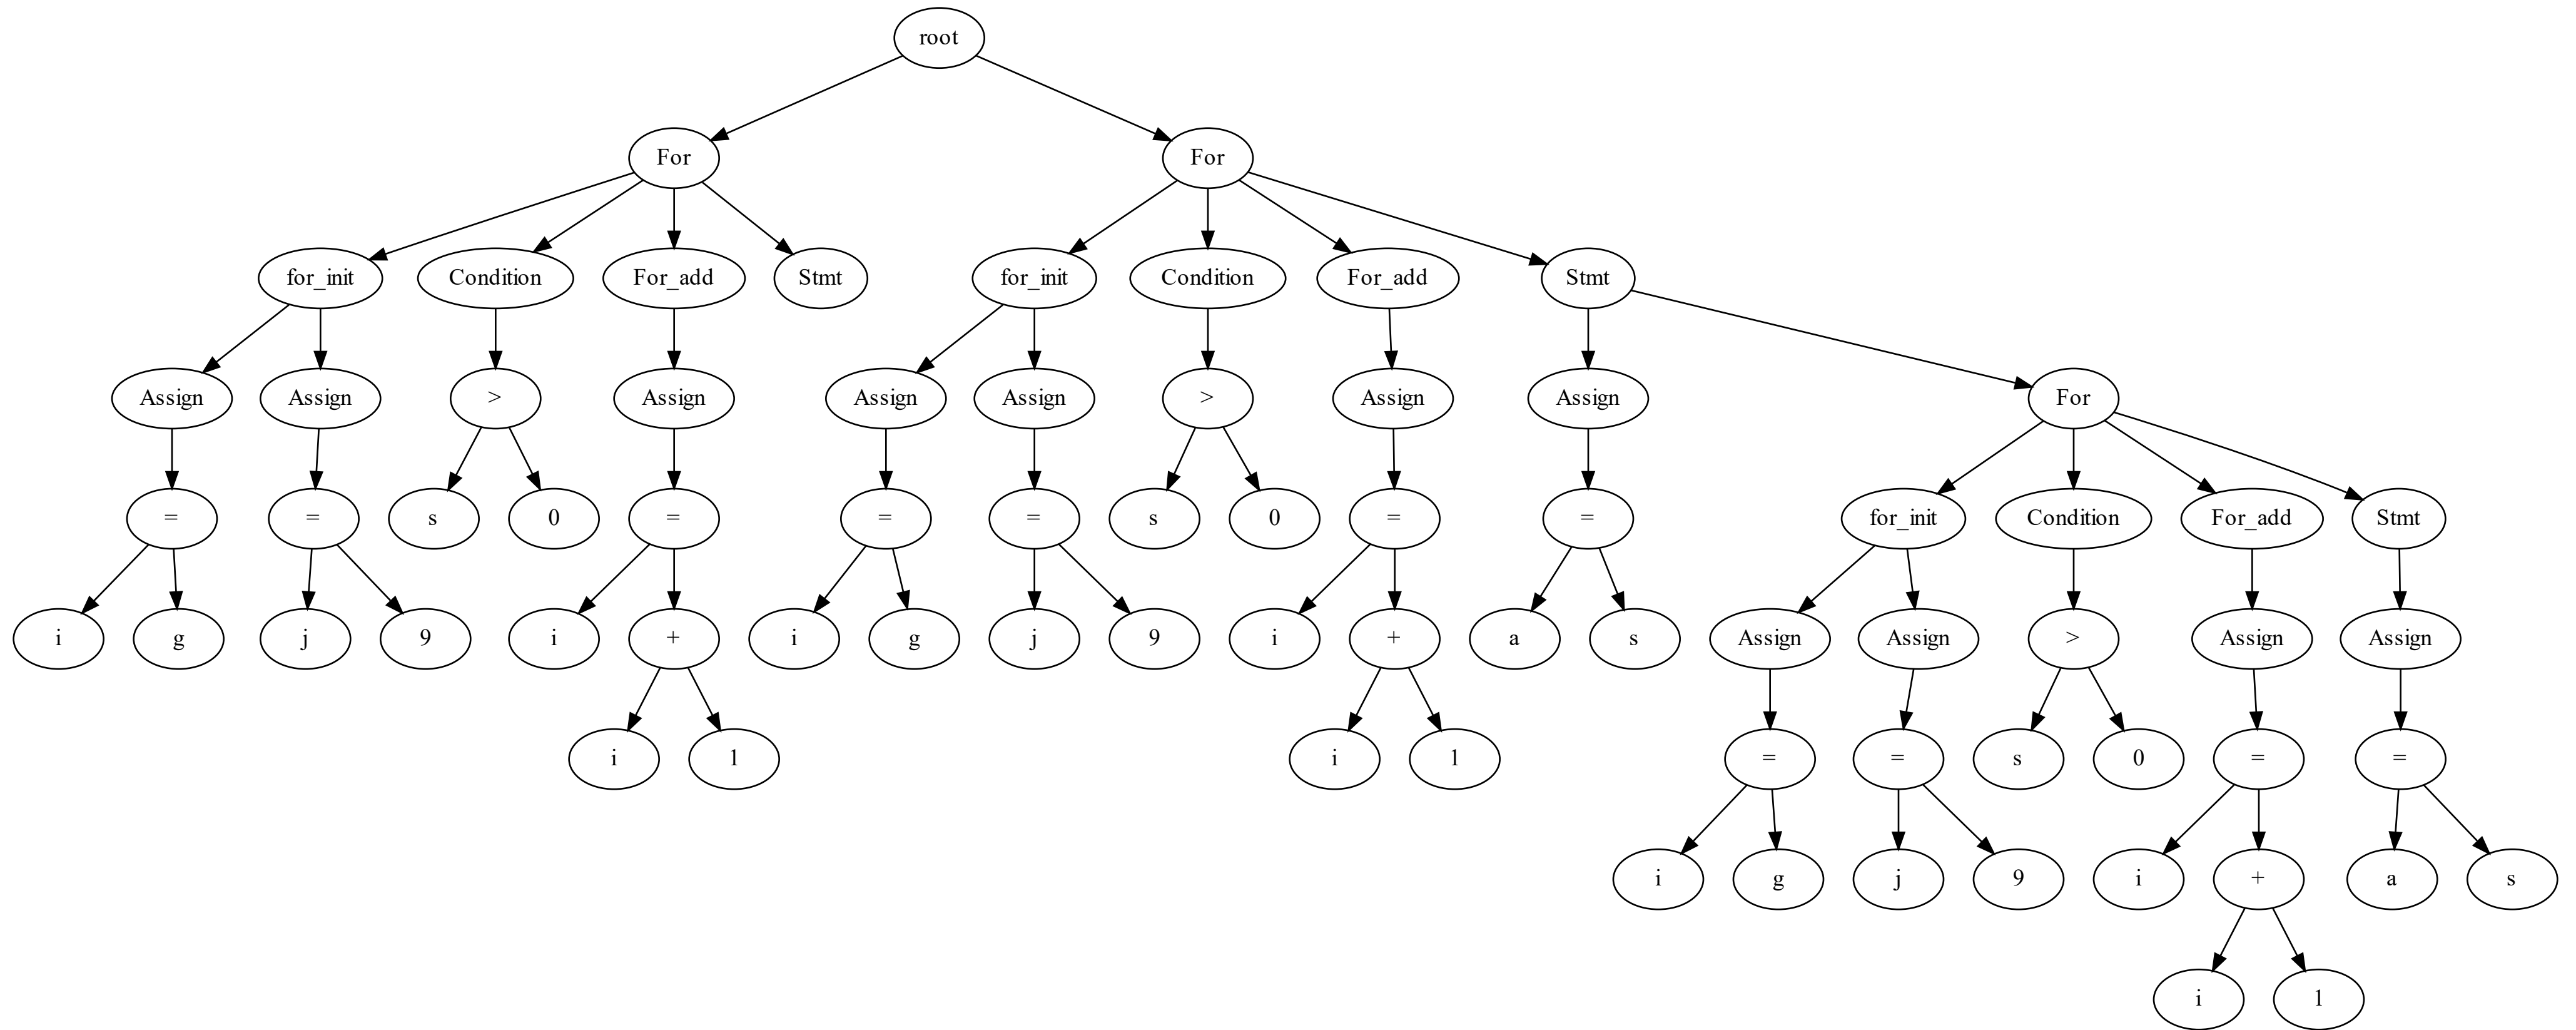 root
For For
for_init Condition For_add Stmt for_init Condition For_add Stmt
Assign Assign > Assign Assign Assign > Assign Assign For
= = s 0 = = = s 0 = = for_init Condition For_add Stmt
i g j 9 i + i g j 9 i + a s Assign Assign > Assign Assign
i 1 i 1 = = s 0 = =
i g j 9 i + a s
i 1